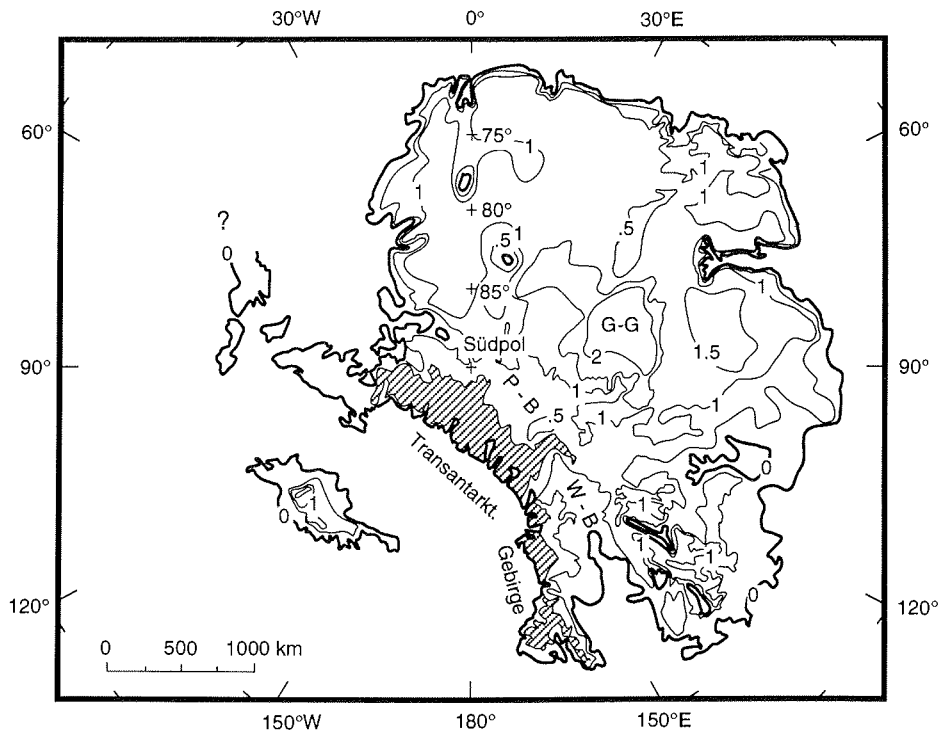 30°W 0° 30°E
60° 60°
75° 1
1
1
1
80°
?
0
.5
.5 1
85°
1
G-G
Südpol
2
1.5
90° 90°
P-B
1
.5 1 1
Transantarkt.
0
W-B
1
1
0
1
1
Gebirge
0
120° 120°
0 500 1000 km
150°W 180° 150°E